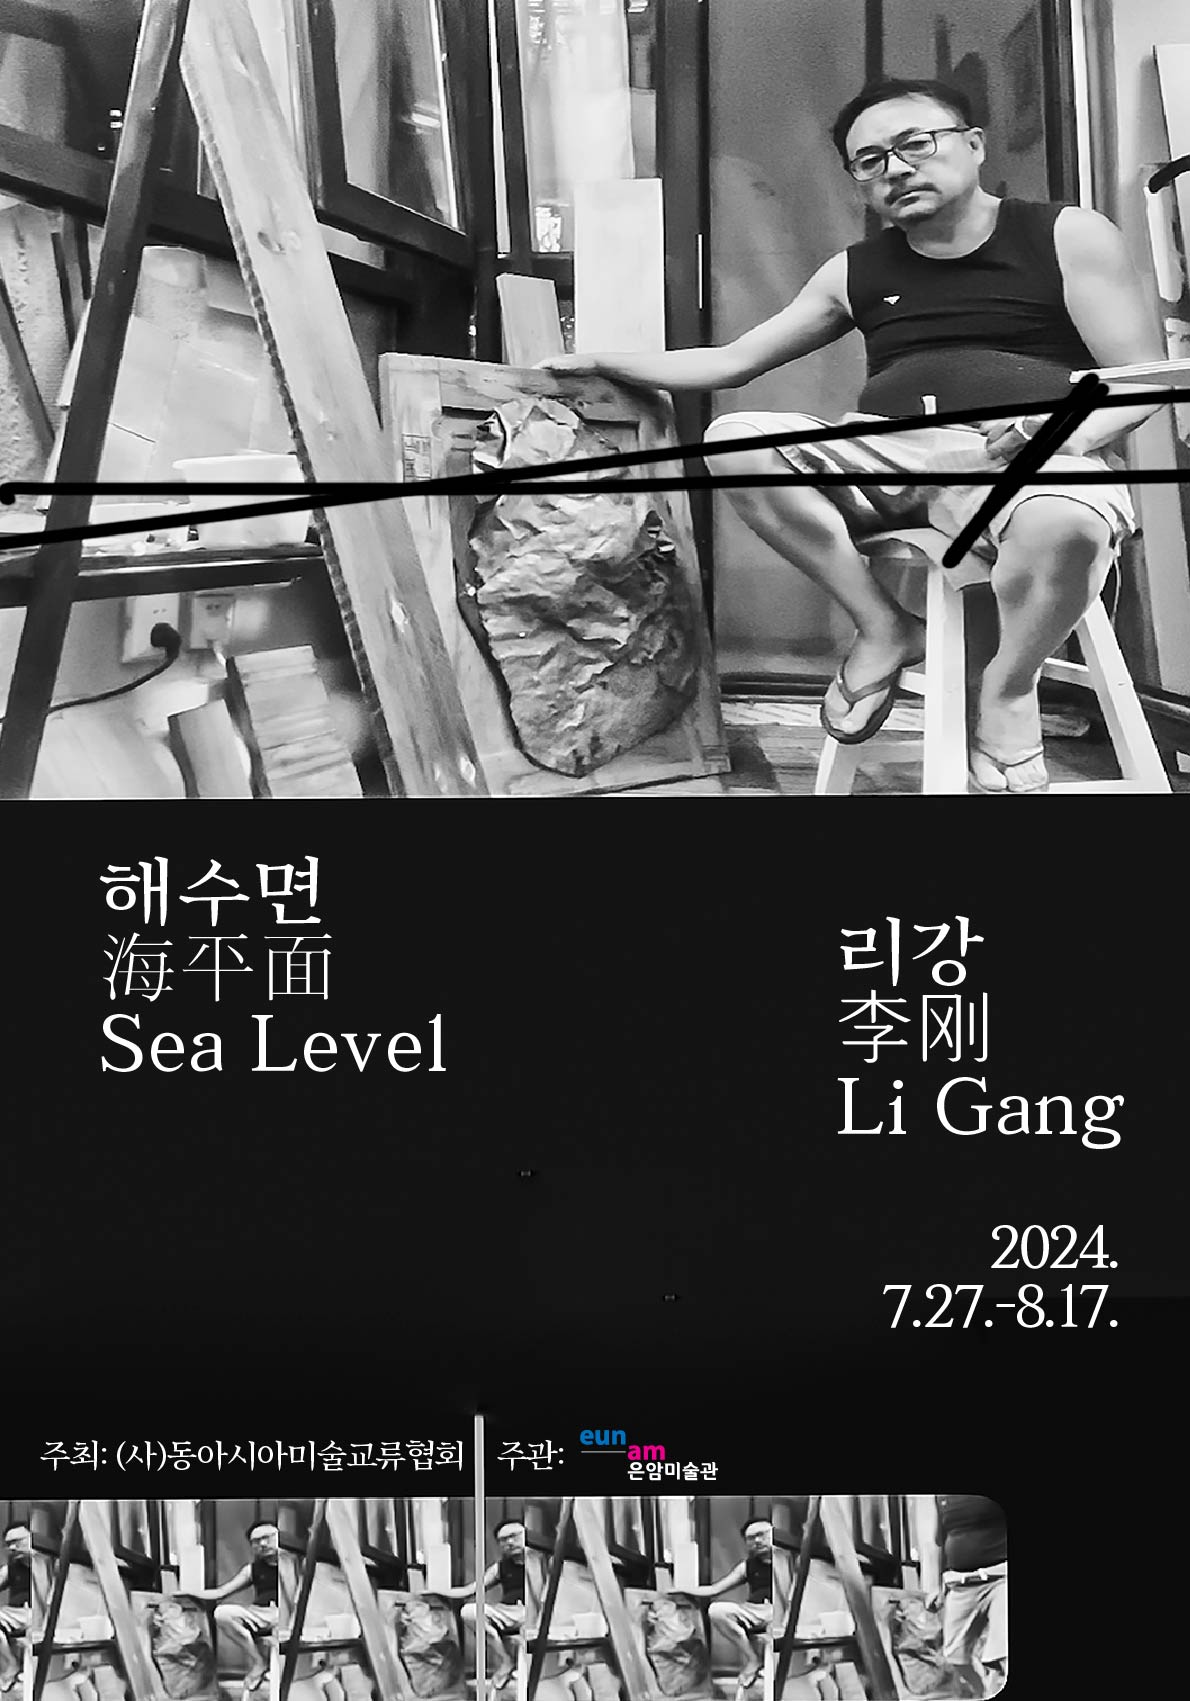 해수면
海平面
Sea Level
리강
李刚
Li Gang
2024.
7.27.-8.17.
주최: (사)동아시아미술교류협회
주관:
eun
am
은암미술관